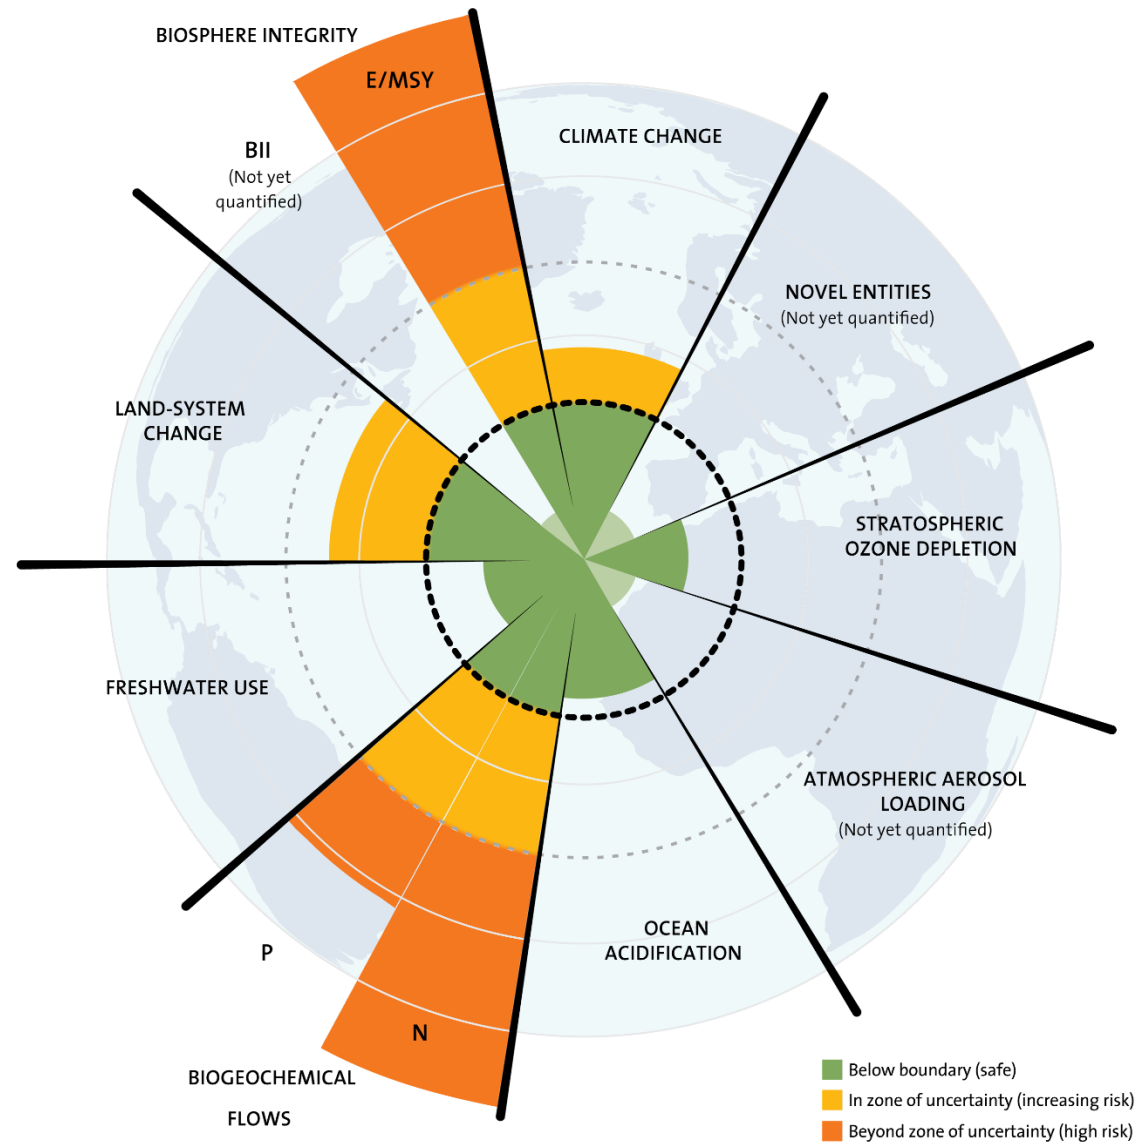 BIOSPHERE INTEGRITY
E/MSY
BII
(Not yet
quantified)
CLIMATE CHANGE
NOVEL ENTITIES
(Not yet quantified)
LAND-SYSTEM
CHANGE
STRATOSPHERIC
OZONE DEPLETION
FRESHWATER USE
ATMOSPHERIC AEROSOL
LOADING
(Not yet quantified)
OCEAN
ACIDIFICATION
P
N
BIOGEOCHEMICAL
FLOWS
Below boundary (safe)
In zone of uncertainty (increasing risk)
Beyond zone of uncertainty (high risk)